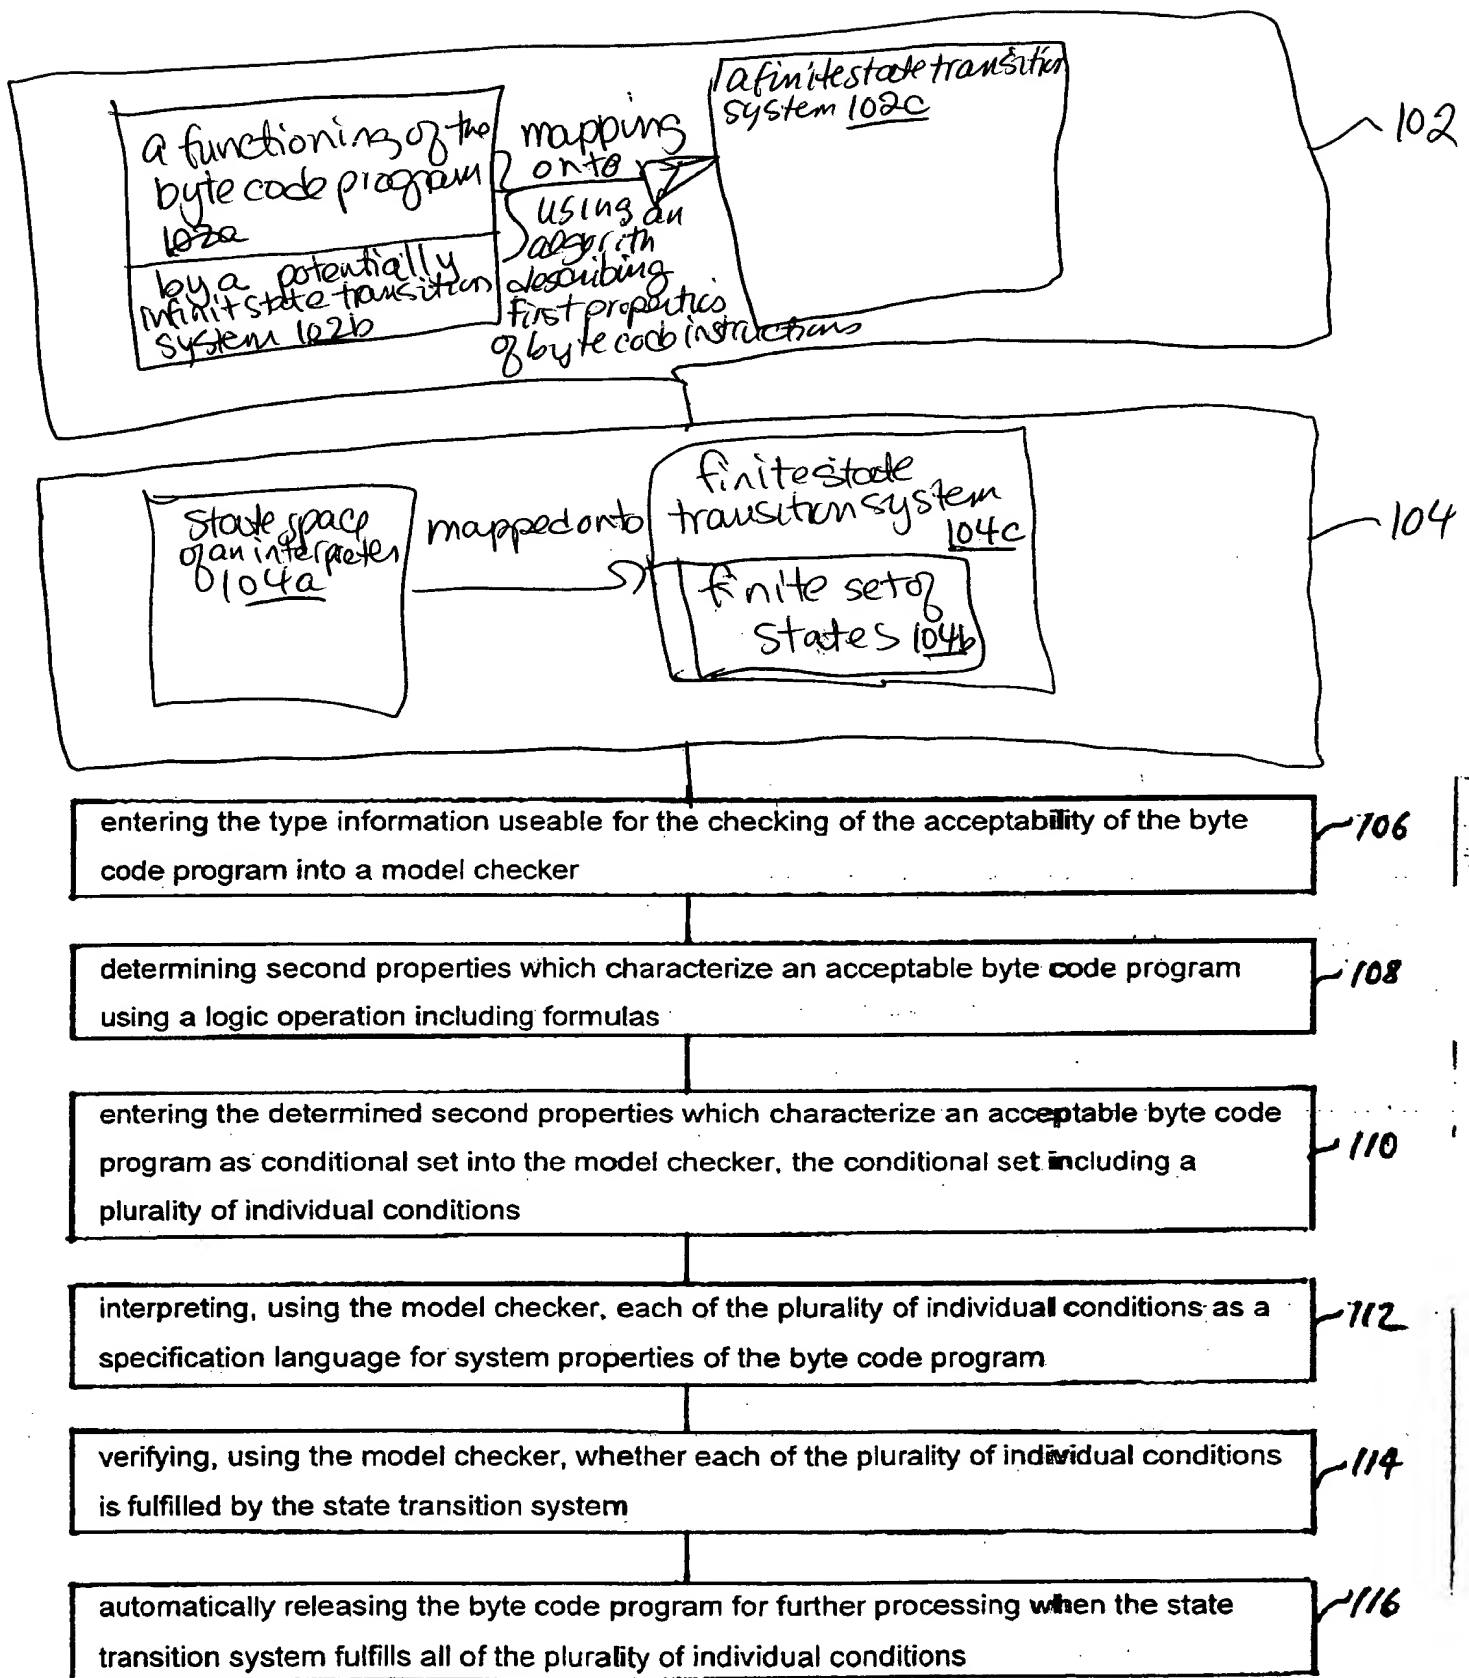 a functioning of the
byte code program
102a
by a potentially
infinit state transition
system 102b
mapping
onto
using an
algorith
describing
first properties
of byte code instructions
a finite state transition
system 102c
102
state space
of an interpreter
104a
mapped onto
finite state
transition system
104c
finite set of
states 104b
104
entering the type information useable for the checking of the acceptability of the byte
code program into a model checker
106
determining second properties which characterize an acceptable byte code program
using a logic operation including formulas
108
entering the determined second properties which characterize an acceptable byte code
program as conditional set into the model checker, the conditional set including a
plurality of individual conditions
110
interpreting, using the model checker, each of the plurality of individual conditions as a
specification language for system properties of the byte code program
112
verifying, using the model checker, whether each of the plurality of individual conditions
is fulfilled by the state transition system
114
automatically releasing the byte code program for further processing when the state
transition system fulfills all of the plurality of individual conditions
116